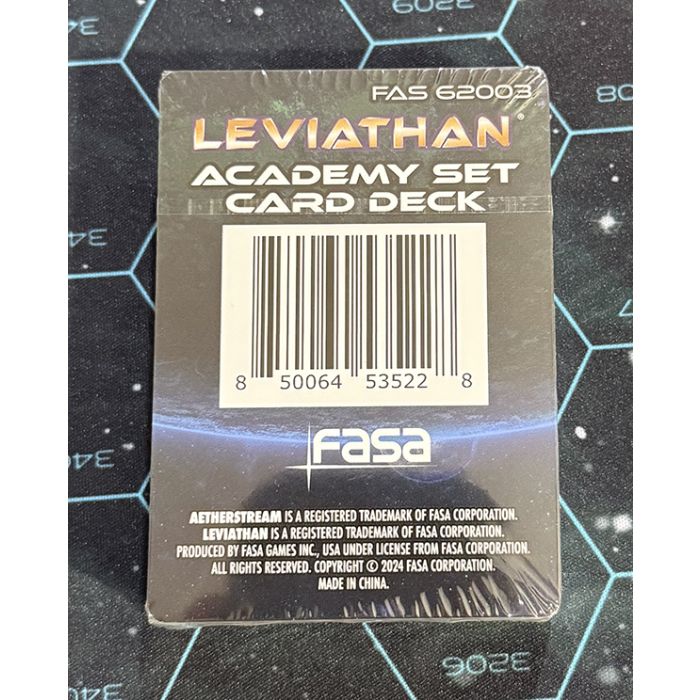 FAS 62003
LEVIATHAN®
ACADEMY SET
CARD DECK
8 50064 53522 8
fasa
AETHERSTREAM IS A REGISTERED TRADEMARK OF FASA CORPORATION.
LEVIATHAN IS A REGISTERED TRADEMARK OF FASA CORPORATION.
PRODUCED BY FASA GAMES INC., USA UNDER LICENSE FROM FASA CORPORATION.
ALL RIGHTS RESERVED. COPYRIGHT © 2024 FASA CORPORATION.
MADE IN CHINA.
3206